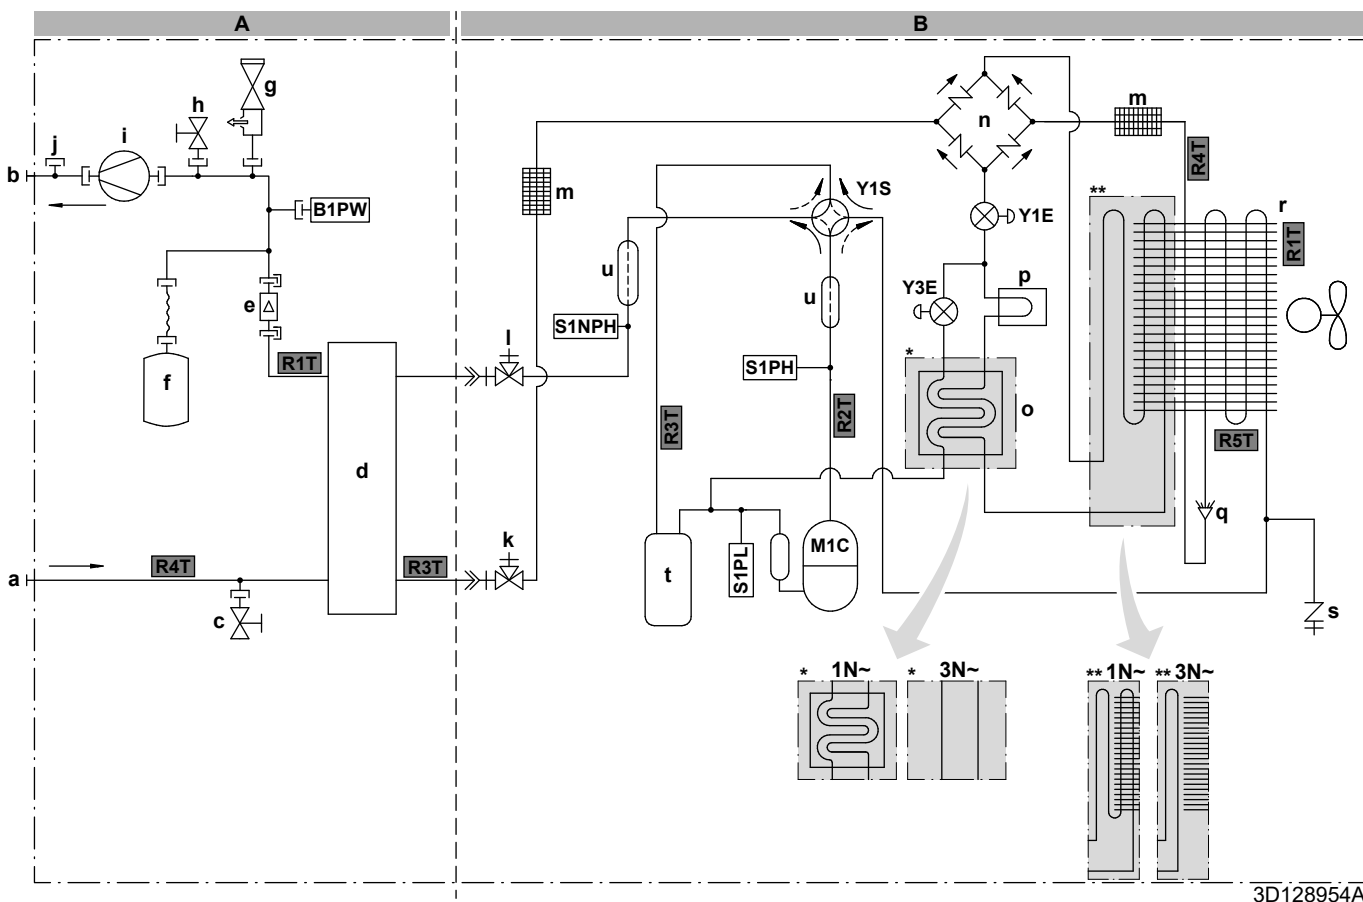 A B
g
h
m
j
i
n
b
R4T
m
**
Y1S
r
B1PW
Y1E
R1T
u
p
u
Y3E
e
S1NPH
l
*
R1T
S1PH
f
o
R3T
R2T
R5T
d
q
k
M1C
R4T
R3T
t
S1PL
a
c
s
* 1N~ * 3N~
** 1N~ ** 3N~
3D128954A